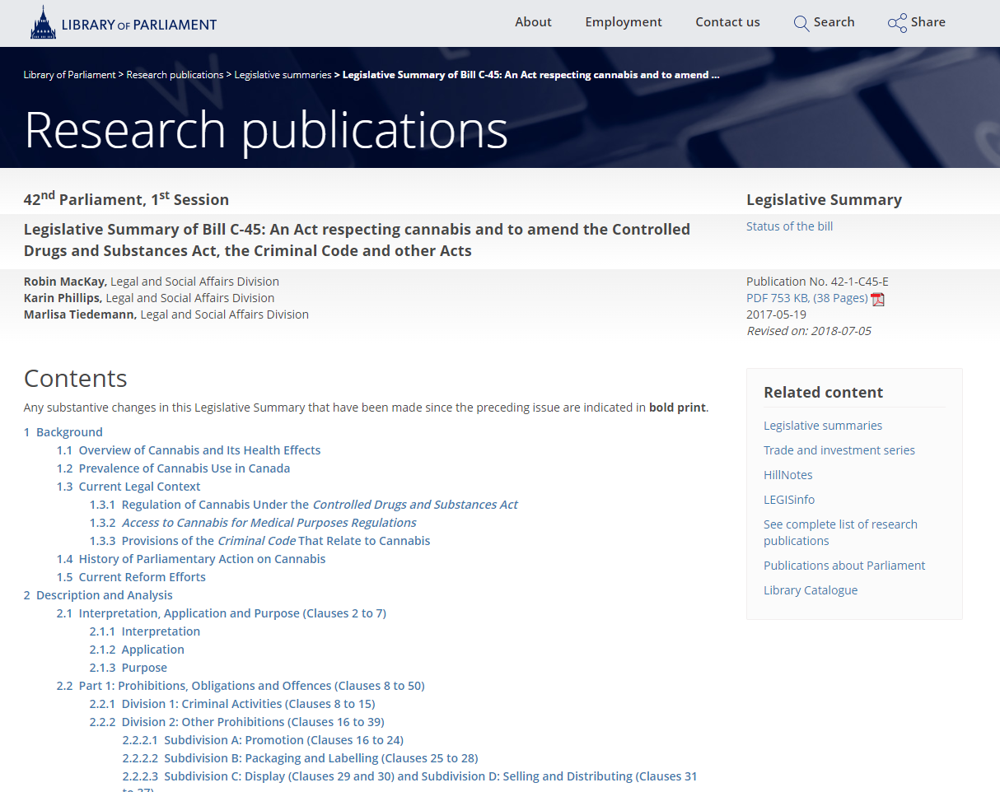 LIBRARY OF PARLIAMENT
About Employment Contact us Search Share
Library of Parliament > Research publications > Legislative summaries > Legislative Summary of Bill C-45: An Act respecting cannabis and to amend ...
Research publications
42nd Parliament, 1st Session
Legislative Summary of Bill C-45: An Act respecting cannabis and to amend the Controlled
Drugs and Substances Act, the Criminal Code and other Acts
Robin MacKay, Legal and Social Affairs Division
Karin Phillips, Legal and Social Affairs Division
Marlisa Tiedemann, Legal and Social Affairs Division
Legislative Summary
Status of the bill
Publication No. 42-1-C45-E
PDF 753 KB, (38 Pages)
2017-05-19
Revised on: 2018-07-05
Contents
Any substantive changes in this Legislative Summary that have been made since the preceding issue are indicated in bold print.
1 Background
1.1 Overview of Cannabis and Its Health Effects
1.2 Prevalence of Cannabis Use in Canada
1.3 Current Legal Context
1.3.1 Regulation of Cannabis Under the Controlled Drugs and Substances Act
1.3.2 Access to Cannabis for Medical Purposes Regulations
1.3.3 Provisions of the Criminal Code That Relate to Cannabis
1.4 History of Parliamentary Action on Cannabis
1.5 Current Reform Efforts
2 Description and Analysis
2.1 Interpretation, Application and Purpose (Clauses 2 to 7)
2.1.1 Interpretation
2.1.2 Application
2.1.3 Purpose
2.2 Part 1: Prohibitions, Obligations and Offences (Clauses 8 to 50)
2.2.1 Division 1: Criminal Activities (Clauses 8 to 15)
2.2.2 Division 2: Other Prohibitions (Clauses 16 to 39)
2.2.2.1 Subdivision A: Promotion (Clauses 16 to 24)
2.2.2.2 Subdivision B: Packaging and Labelling (Clauses 25 to 28)
2.2.2.3 Subdivision C: Display (Clauses 29 and 30) and Subdivision D: Selling and Distributing (Clauses 31
to 37)
Related content
Legislative summaries
Trade and investment series
HillNotes
LEGISinfo
See complete list of research
publications
Publications about Parliament
Library Catalogue